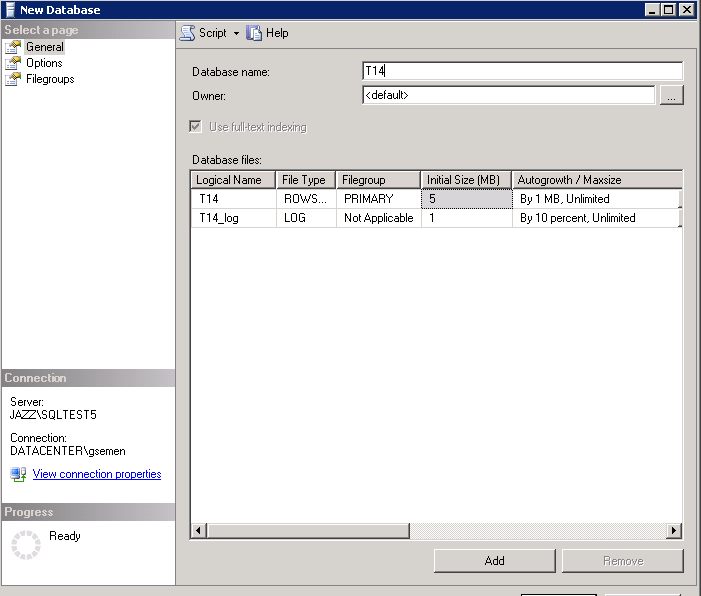 New Database
Select a page
General
Options
Filegroups
Script
Help
Database name:
T14
Owner:
<default>
...
Use full-text indexing
Database files:
Logical Name File Type Filegroup Initial Size (MB) Autogrowth / Maxsize
T14 ROWS... PRIMARY 5 By 1 MB, Unlimited
T14_log LOG Not Applicable 1 By 10 percent, Unlimited
Connection
Server:
JAZZ\SQLTEST5
Connection:
DATACENTER\gsemen
View connection properties
Progress
Ready
Add
Remove